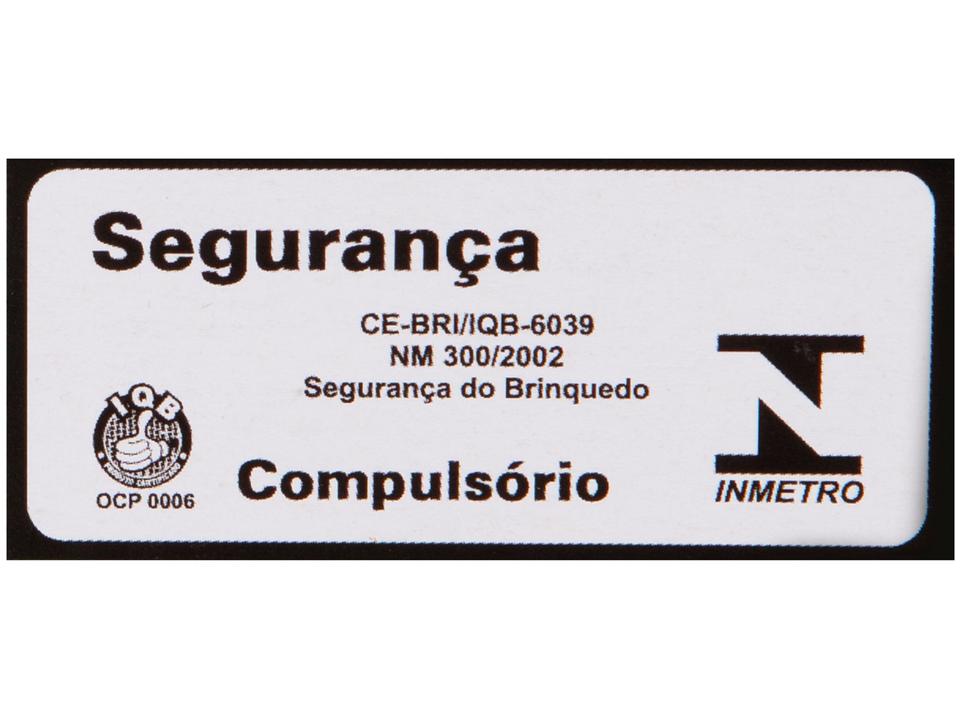 Segurança
CE-BRI/IQB-6039
NM 300/2002
Segurança do Brinquedo
IQB
PRODUTO CERTIFICADO
OCP 0006
Compulsório
INMETRO